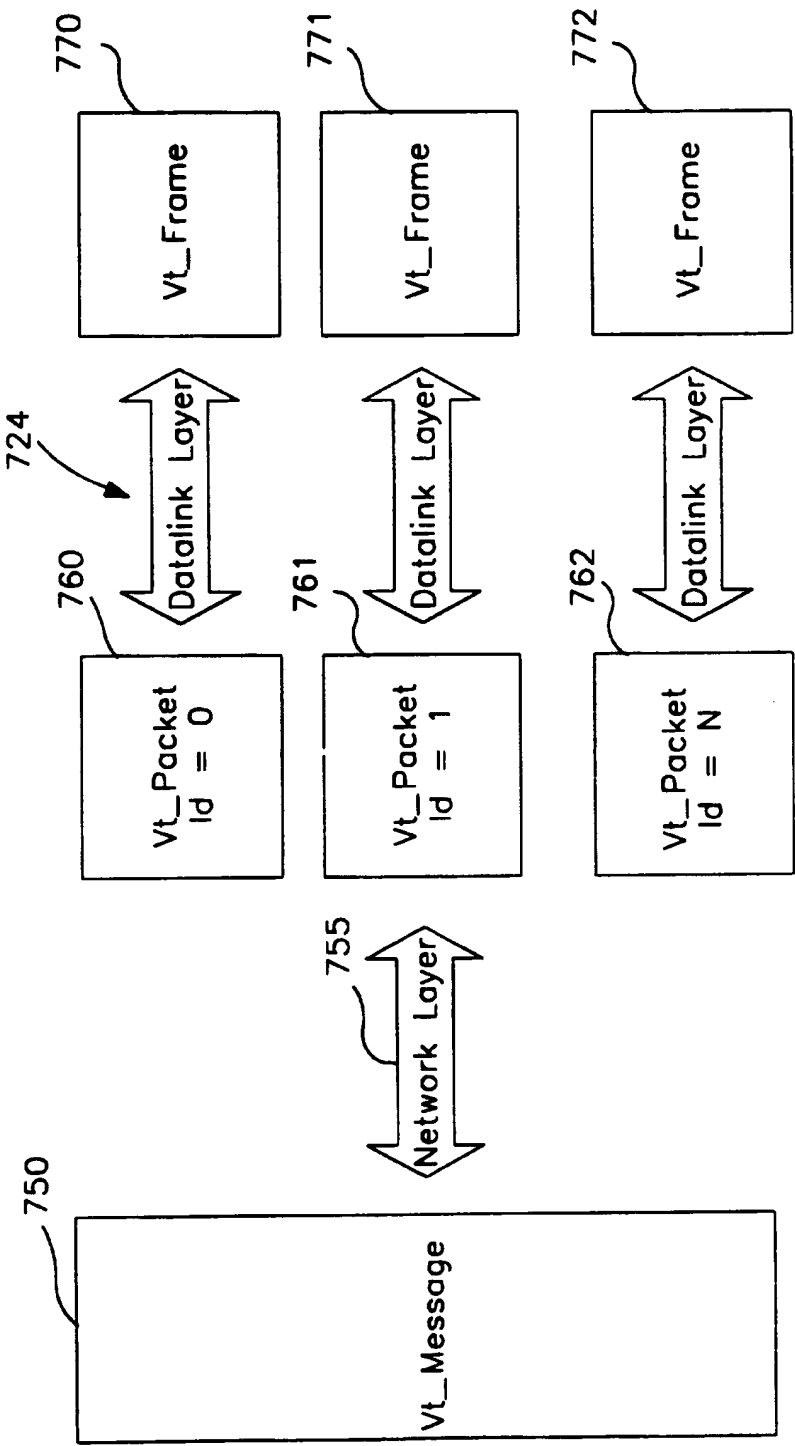 750
Vt_Message
755
Network Layer
760
Vt_Packet
Id = 0
724
Datalink Layer
770
Vt_Frame
761
Vt_Packet
Id = 1
Datalink Layer
771
Vt_Frame
762
Vt_Packet
Id = N
Datalink Layer
772
Vt_Frame